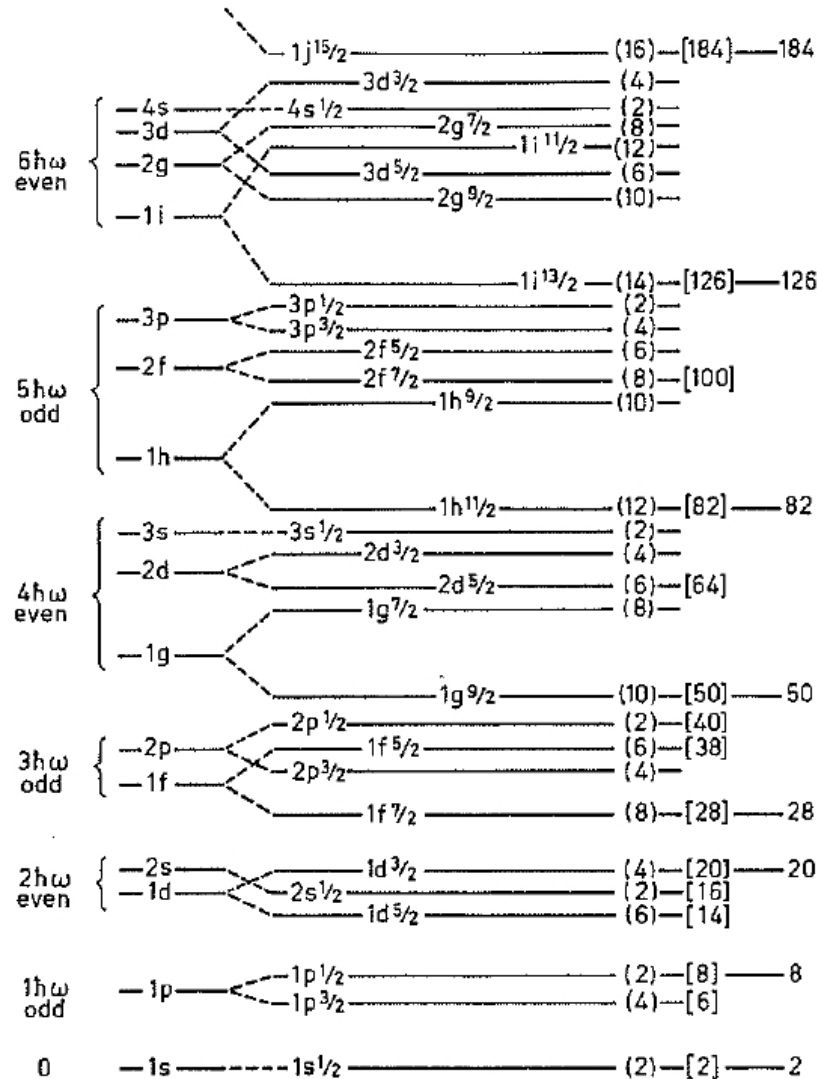 1j15/2 (16) [184] 184
3d3/2 (4)
4s 4s1/2 (2)
3d 2g7/2 (8)
1i11/2 (12)
6ħω even 2g 3d5/2 (6)
2g9/2 (10)
1i
1i13/2 (14) [126] 126
3p1/2 (2)
3p 3p3/2 (4)
2f5/2 (6)
2f 2f7/2 (8) [100]
5ħω odd 1h9/2 (10)
1h
1h11/2 (12) [82] 82
3s 3s1/2 (2)
2d3/2 (4)
2d 2d5/2 (6) [64]
4ħω even 1g7/2 (8)
1g
1g9/2 (10) [50] 50
2p1/2 (2) [40]
2p 1f5/2 (6) [38]
3ħω odd 1f 2p3/2 (4)
1f7/2 (8) [28] 28
2s 1d3/2 (4) [20] 20
2ħω even 1d 2s1/2 (2) [16]
1d5/2 (6) [14]
1p1/2 (2) [8] 8
1ħω odd 1p 1p3/2 (4) [6]
0 1s 1s1/2 (2) [2] 2